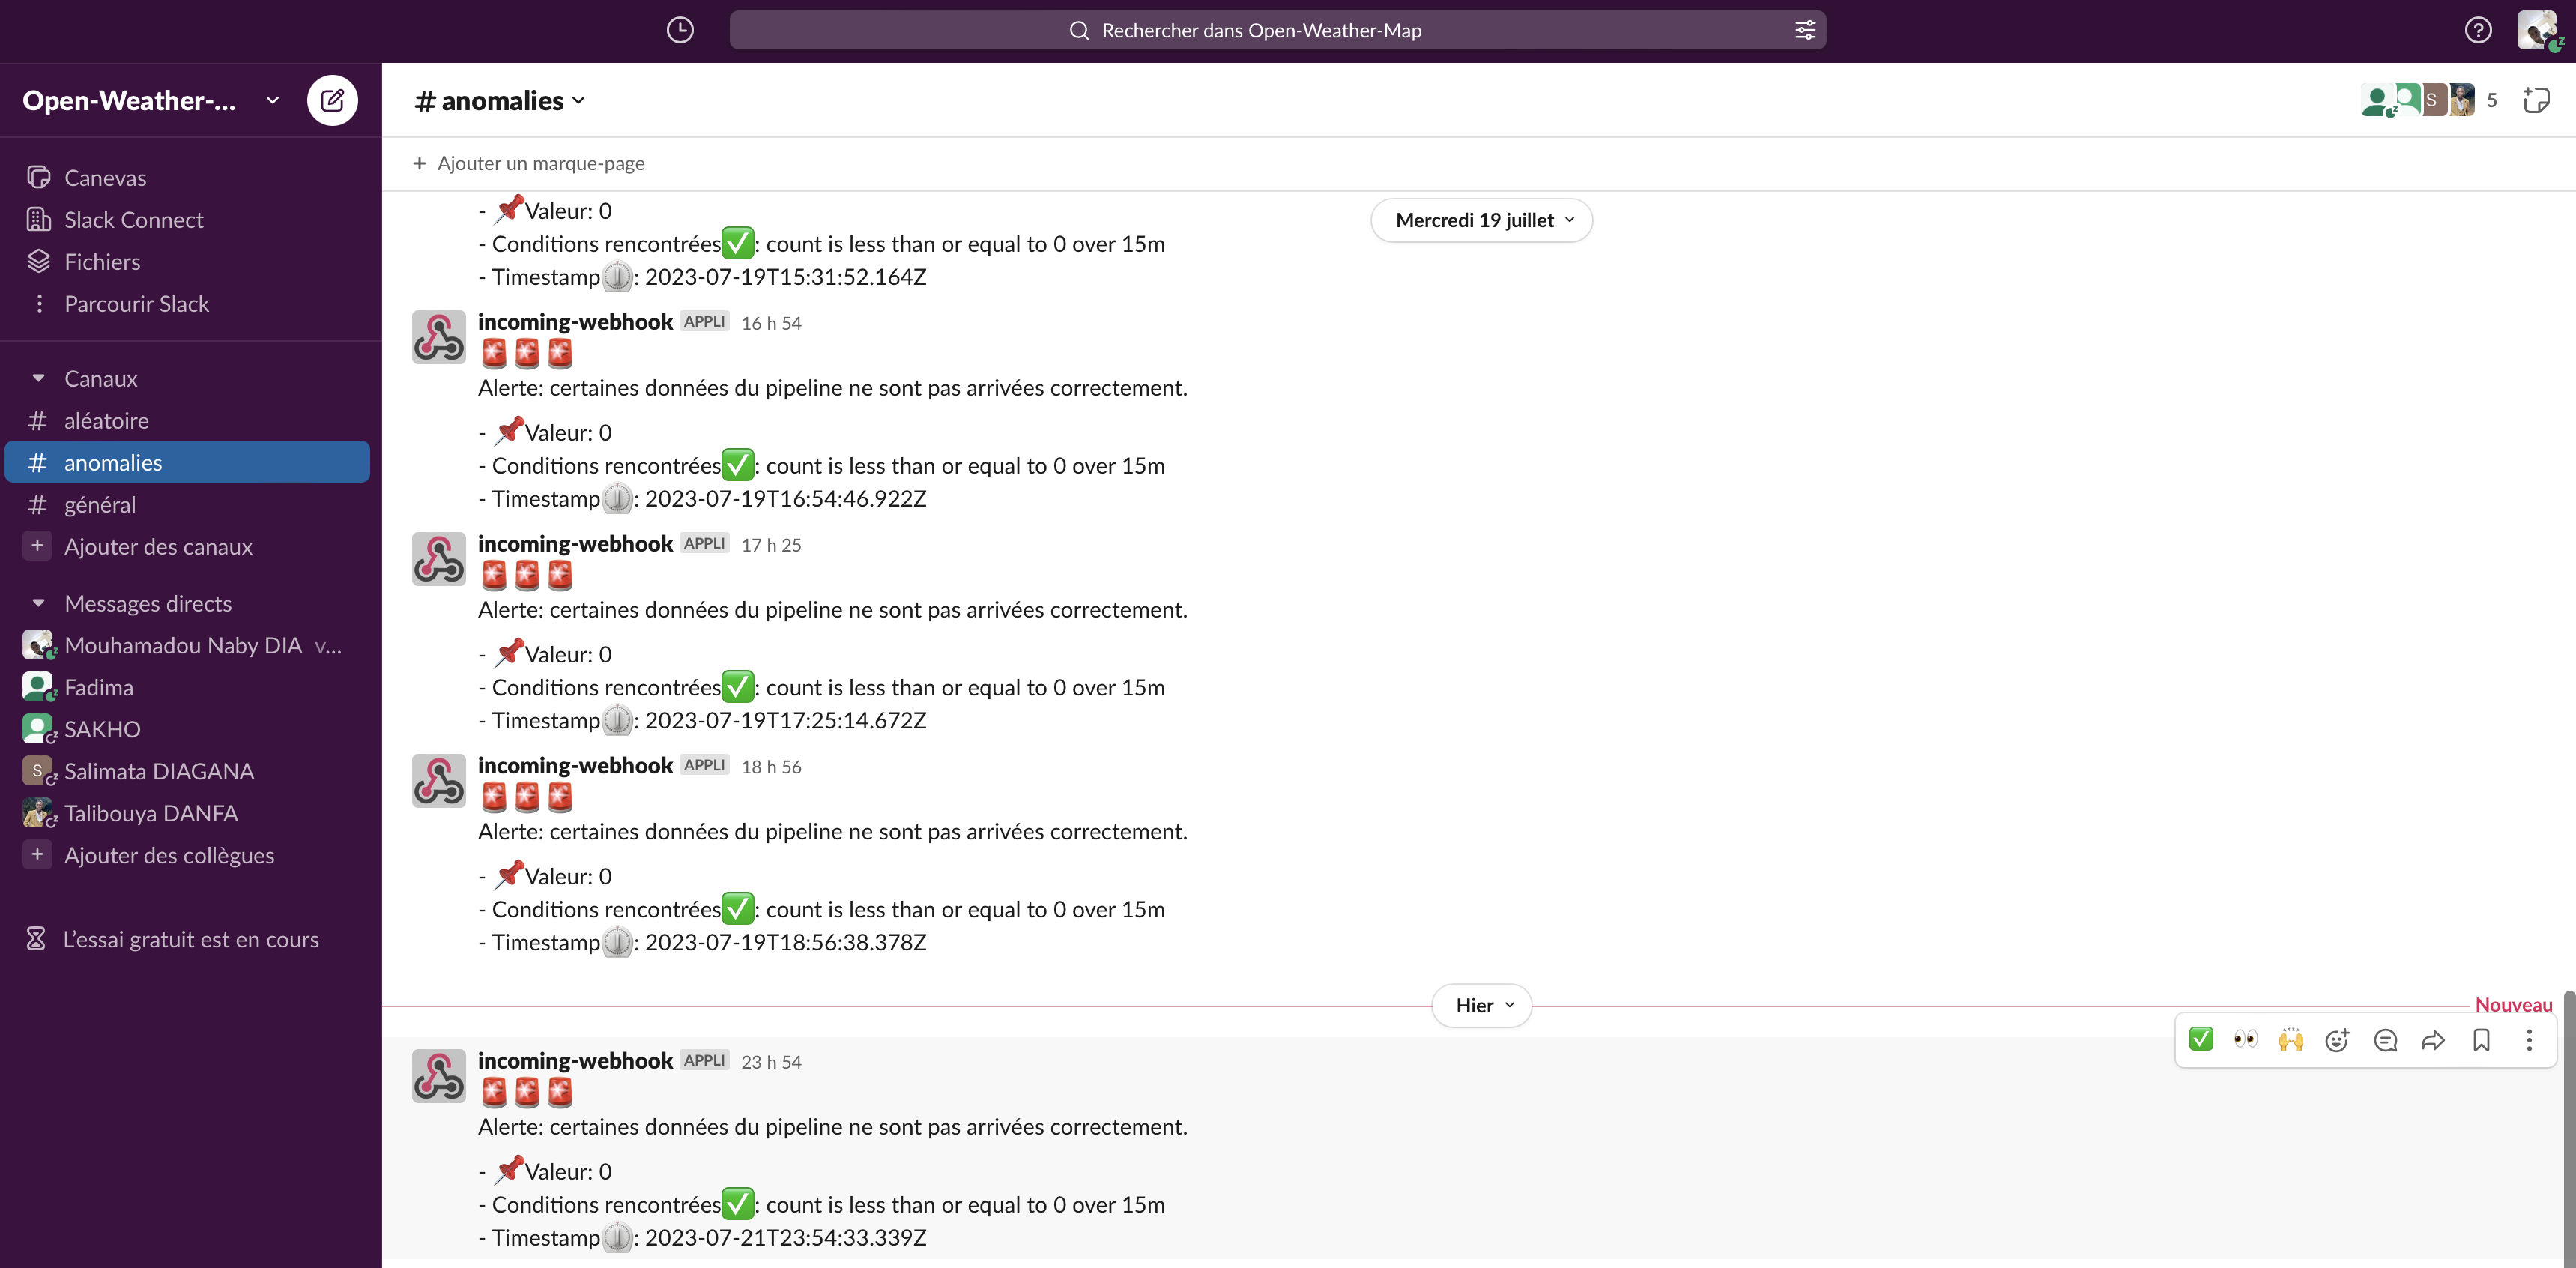 Rechercher dans Open-Weather-Map
Open-Weather-...
Canevas
Slack Connect
Fichiers
Parcourir Slack
Canaux
# aléatoire
# anomalies
# général
+ Ajouter des canaux
Messages directs
Mouhamadou Naby DIA v...
Fadima
SAKHO
S Salimata DIAGANA
Talibouya DANFA
+ Ajouter des collègues
L'essai gratuit est en cours
# anomalies
S 5
+ Ajouter un marque-page
Mercredi 19 juillet
- 📌Valeur: 0
- Conditions rencontrées✅: count is less than or equal to 0 over 15m
- Timestamp⏲: 2023-07-19T15:31:52.164Z
incoming-webhook APPLI 16 h 54
🚨🚨🚨
Alerte: certaines données du pipeline ne sont pas arrivées correctement.
- 📌Valeur: 0
- Conditions rencontrées✅: count is less than or equal to 0 over 15m
- Timestamp⏲: 2023-07-19T16:54:46.922Z
incoming-webhook APPLI 17 h 25
🚨🚨🚨
Alerte: certaines données du pipeline ne sont pas arrivées correctement.
- 📌Valeur: 0
- Conditions rencontrées✅: count is less than or equal to 0 over 15m
- Timestamp⏲: 2023-07-19T17:25:14.672Z
incoming-webhook APPLI 18 h 56
🚨🚨🚨
Alerte: certaines données du pipeline ne sont pas arrivées correctement.
- 📌Valeur: 0
- Conditions rencontrées✅: count is less than or equal to 0 over 15m
- Timestamp⏲: 2023-07-19T18:56:38.378Z
Hier
Nouveau
incoming-webhook APPLI 23 h 54
🚨🚨🚨
Alerte: certaines données du pipeline ne sont pas arrivées correctement.
- 📌Valeur: 0
- Conditions rencontrées✅: count is less than or equal to 0 over 15m
- Timestamp⏲: 2023-07-21T23:54:33.339Z